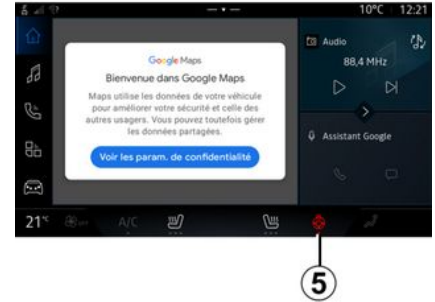 10°C 12:21
Google Maps
Bienvenue dans Google Maps
Maps utilise les données de votre véhicule
pour améliorer votre sécurité et celle des
autres usagers. Vous pouvez toutefois gérer
les données partagées.
Voir les param. de confidentialité
Audio
88,4 MHz
Assistant Google
21°c
OFF
A/C
5